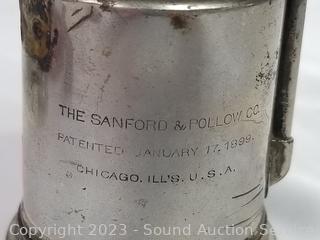 THE SANFORD & POLLOW CO.
PATENTED JANUARY 17. 1899.
CHICAGO. ILL'S. U.S.A.
Copyright 2023 - Sound Auction Service